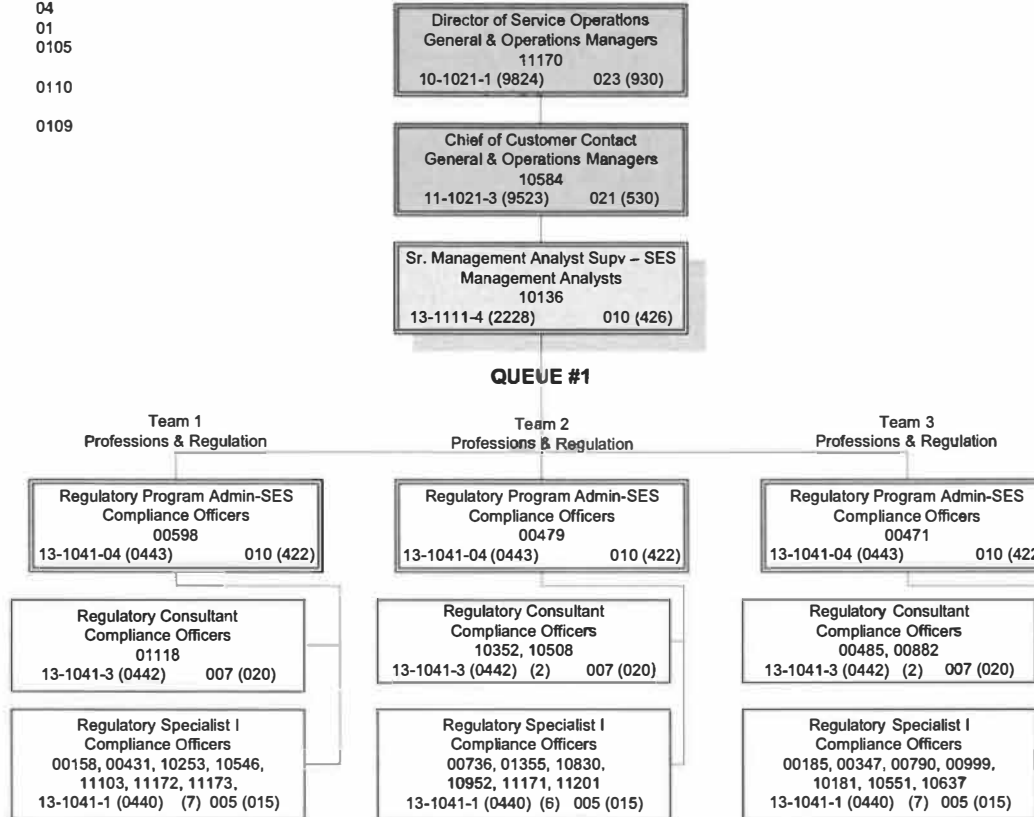 04
01
0105
0110
0109
Director of Service Operations
General & Operations Managers
11170
10-1021-1 (9824) 023 (930)
Chief of Customer Contact
General & Operations Managers
10584
11-1021-3 (9523) 021 (530)
Sr. Management Analyst Supv – SES
Management Analysts
10136
13-1111-4 (2228) 010 (426)
QUEUE #1
Team 1
Professions & Regulation
Team 2
Professions & Regulation
Team 3
Professions & Regulation
Regulatory Program Admin-SES
Compliance Officers
00598
13-1041-04 (0443) 010 (422)
Regulatory Program Admin-SES
Compliance Officers
00479
13-1041-04 (0443) 010 (422)
Regulatory Program Admin-SES
Compliance Officers
00471
13-1041-04 (0443) 010 (422
Regulatory Consultant
Compliance Officers
01118
13-1041-3 (0442) 007 (020)
Regulatory Consultant
Compliance Officers
10352, 10508
13-1041-3 (0442) (2) 007 (020)
Regulatory Consultant
Compliance Officers
00485, 00882
13-1041-3 (0442) (2) 007 (020)
Regulatory Specialist I
Compliance Officers
00158, 00431, 10253, 10546,
11103, 11172, 11173,
13-1041-1 (0440) (7) 005 (015)
Regulatory Specialist I
Compliance Officers
00736, 01355, 10830,
10952, 11171, 11201
13-1041-1 (0440) (6) 005 (015)
Regulatory Specialist I
Compliance Officers
00185, 00347, 00790, 00999,
10181, 10551, 10637
13-1041-1 (0440) (7) 005 (015)